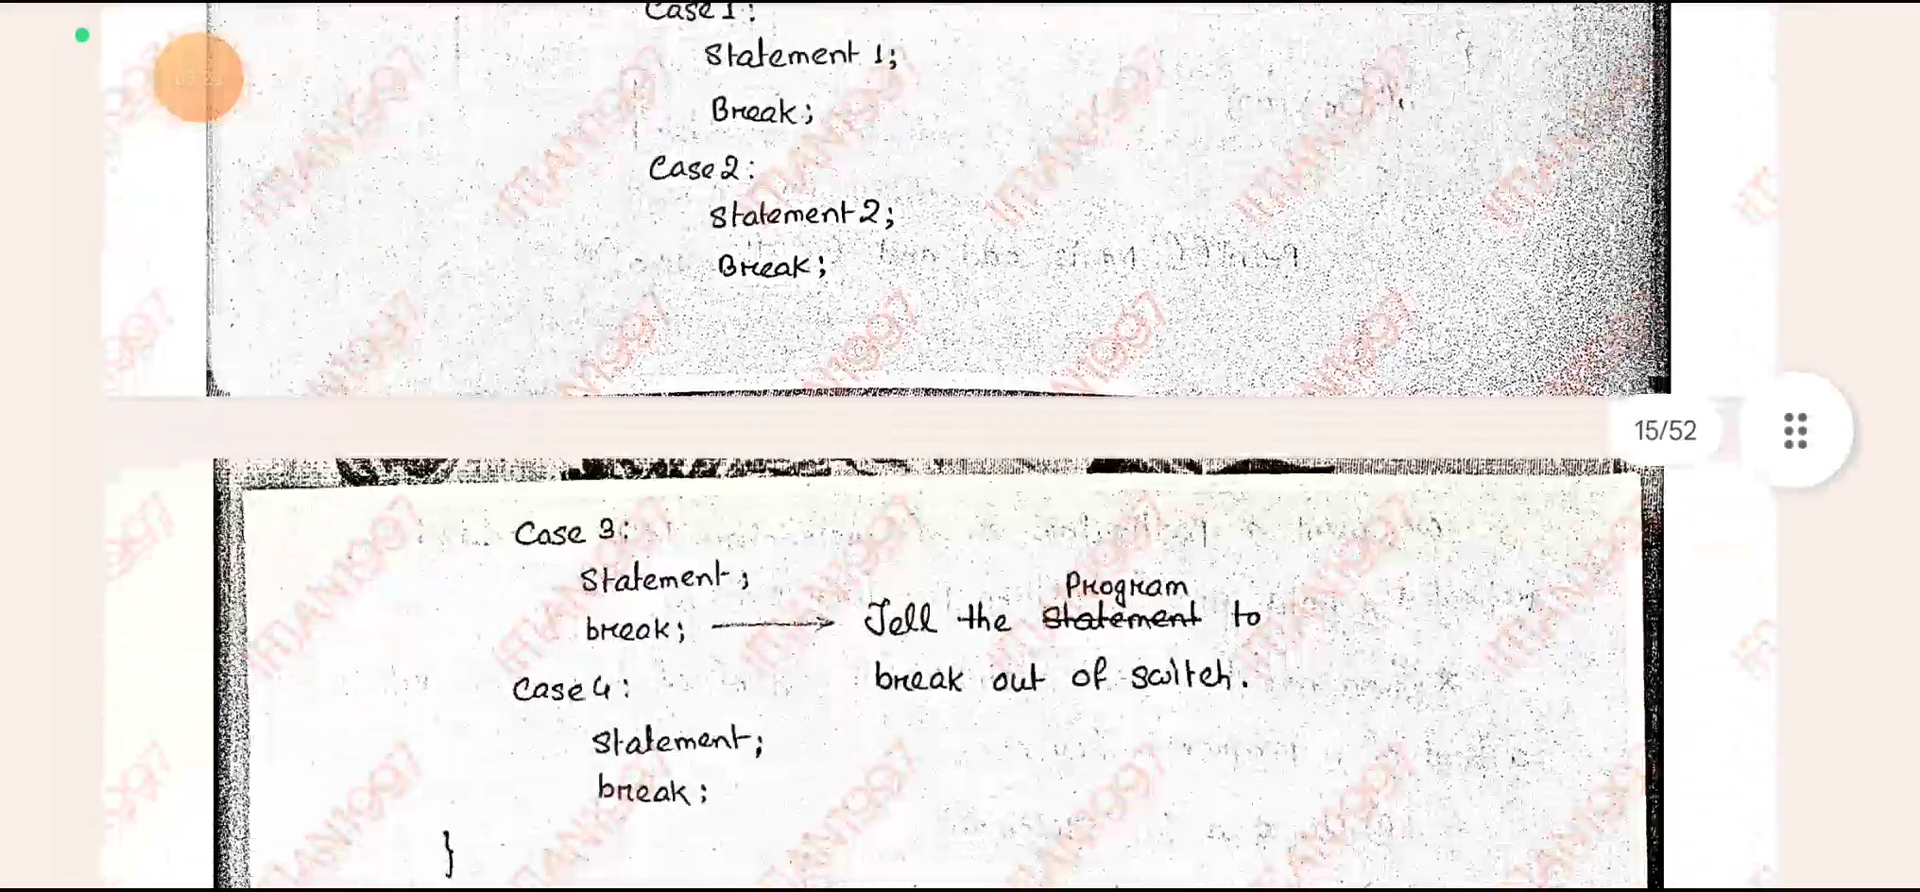 Case 1:
Statement 1;
Break;
Case 2:
Statement 2;
Break;
15/52
Case 3:
Statement;
break; → Tell the ~~Statement~~ Program to
break out of switch.
Case 4:
Statement;
break;
}